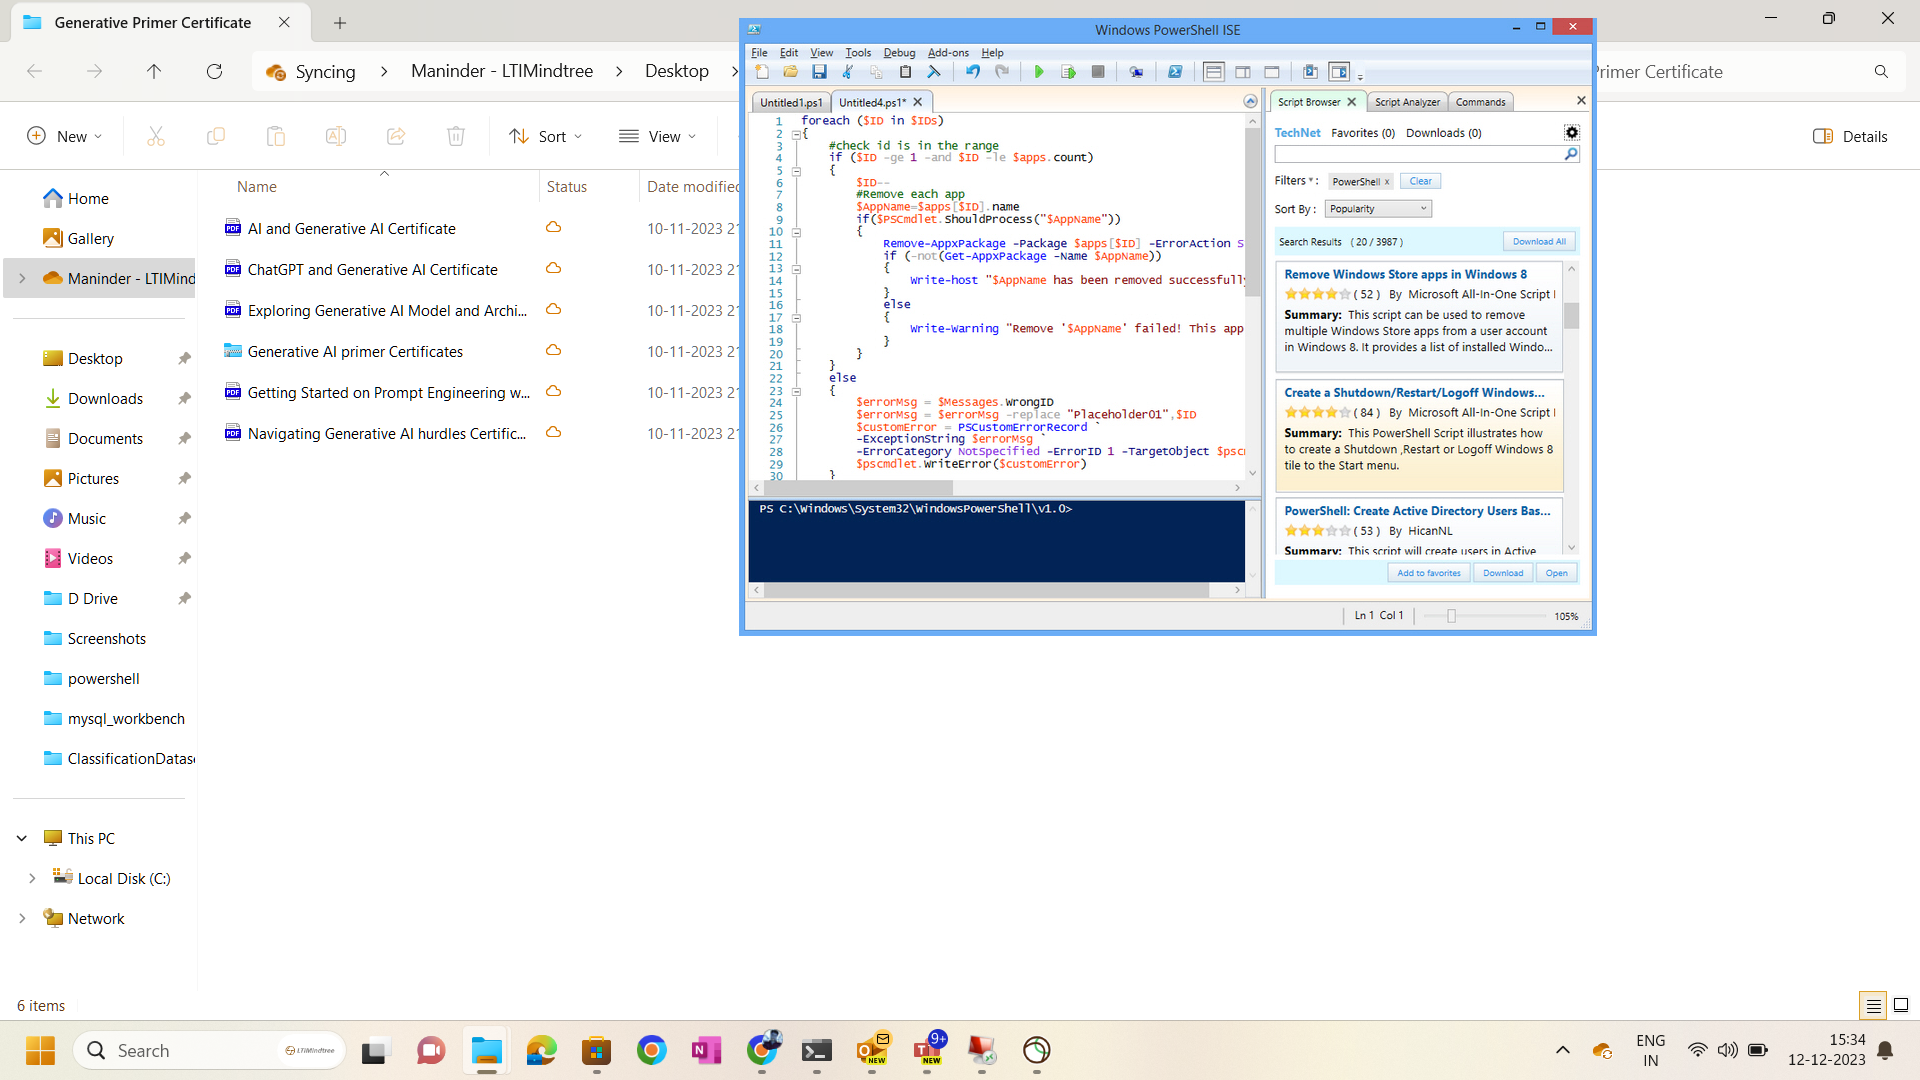 Generative Primer Certificate
Syncing
Maninder - LTIMindtree
Desktop
Primer Certificate
New
Sort
View
Details
Name
Status
Date modified
Home
Gallery
Maninder - LTIMind
Desktop
Downloads
Documents
Pictures
Music
Videos
D Drive
Screenshots
powershell
mysql_workbench
ClassificationDatas
This PC
Local Disk (C:)
Network
AI and Generative AI Certificate
10-11-2023 2
ChatGPT and Generative AI Certificate
10-11-2023 2
Exploring Generative AI Model and Archi...
10-11-2023 2
Generative AI primer Certificates
10-11-2023 2
Getting Started on Prompt Engineering w...
10-11-2023 2
Navigating Generative AI hurdles Certific...
10-11-2023 2
6 items
Windows PowerShell ISE
File Edit View Tools Debug Add-ons Help
Untitled1.ps1 Untitled4.ps1*
1 foreach ($ID in $IDs)
2 {
3 #check id is in the range
4 if ($ID -ge 1 -and $ID -le $apps.count)
5 {
6 $ID--
7 #Remove each app
8 $AppName=$apps[$ID].name
9 if($PSCmdlet.ShouldProcess("$AppName"))
10 {
11 Remove-AppxPackage -Package $apps[$ID] -ErrorAction S
12 if (-not(Get-AppxPackage -Name $AppName))
13 {
14 Write-host "$AppName has been removed successfully
15 }
16 else
17 {
18 Write-Warning "Remove '$AppName' failed! This app
19 }
20 }
21 }
22 else
23 {
24 $errorMsg = $Messages.WrongID
25 $errorMsg = $errorMsg -replace "Placeholder01",$ID
26 $customError = PSCustomErrorRecord `
27 -ExceptionString $errorMsg `
28 -ErrorCategory NotSpecified -ErrorID 1 -TargetObject $psc
29 $pscmdlet.WriteError($customError)
30 }
PS C:\Windows\System32\WindowsPowerShell\v1.0>
Script Browser Script Analyzer Commands
TechNet Favorites (0) Downloads (0)
Filters * : PowerShell x Clear
Sort By : Popularity
Search Results ( 20 / 3987 ) Download All
Remove Windows Store apps in Windows 8
( 52 ) By Microsoft All-In-One Script
Summary: This script can be used to remove
multiple Windows Store apps from a user account
in Windows 8. It provides a list of installed Windo...
Create a Shutdown/Restart/Logoff Windows...
( 84 ) By Microsoft All-In-One Script
Summary: This PowerShell Script illustrates how
to create a Shutdown ,Restart or Logoff Windows 8
tile to the Start menu.
PowerShell: Create Active Directory Users Bas...
( 53 ) By HicanNL
Summary: This script will create users in Active
Add to favorites Download Open
Ln 1 Col 1
105%
Search
LTIMindtree
NEW
9+
NEW
ENG
IN
15:34
12-12-2023